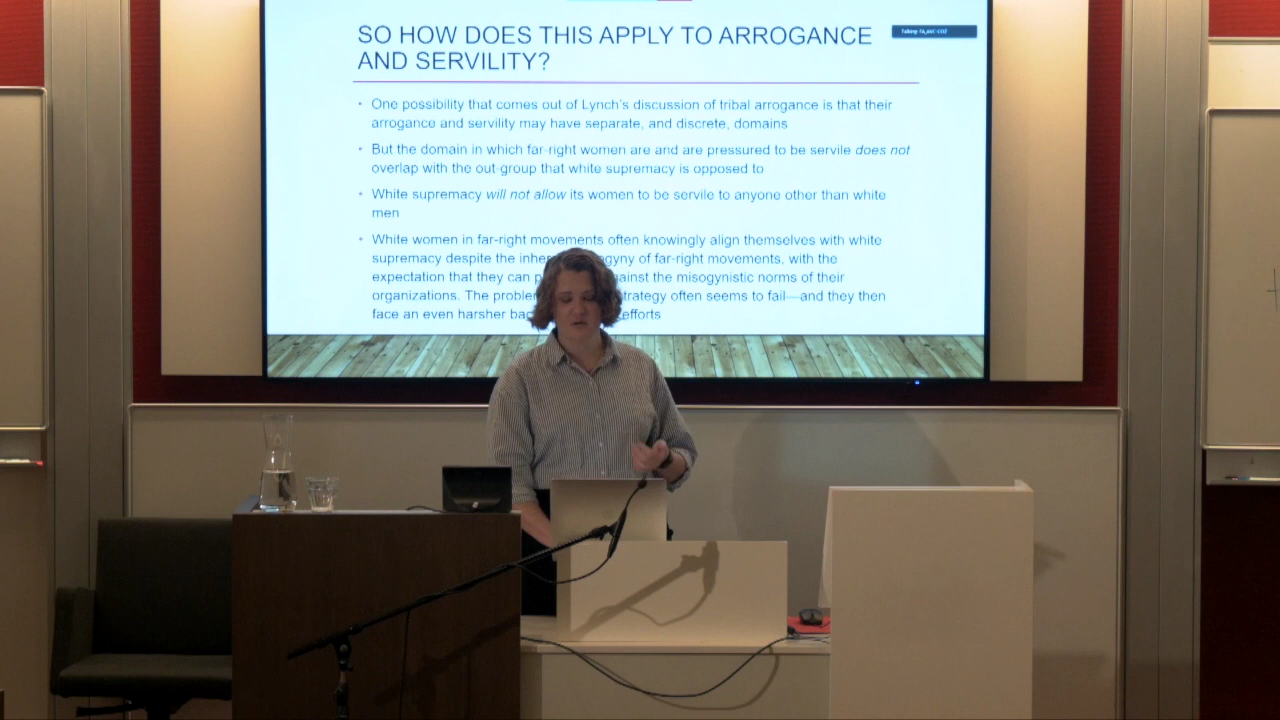 SO HOW DOES THIS APPLY TO ARROGANCE
AND SERVILITY?
• One possibility that comes out of Lynch's discussion of tribal arrogance is that their
arrogance and servility may have separate, and discrete, domains
• But the domain in which far-right women are and are pressured to be servile does not
overlap with the out-group that white supremacy is opposed to
• White supremacy will not allow its women to be servile to anyone other than white
men
• White women in far-right movements often knowingly align themselves with white
supremacy despite the of far-right movements, with the
expectation that they can the misogynistic norms of their
organizations. The often seems to fail—and they then
face an even harsher efforts